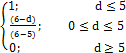 {1; d ≤ 5
(6-d)/(6-5); 0 ≤ d ≤ 5
0; d ≥ 5